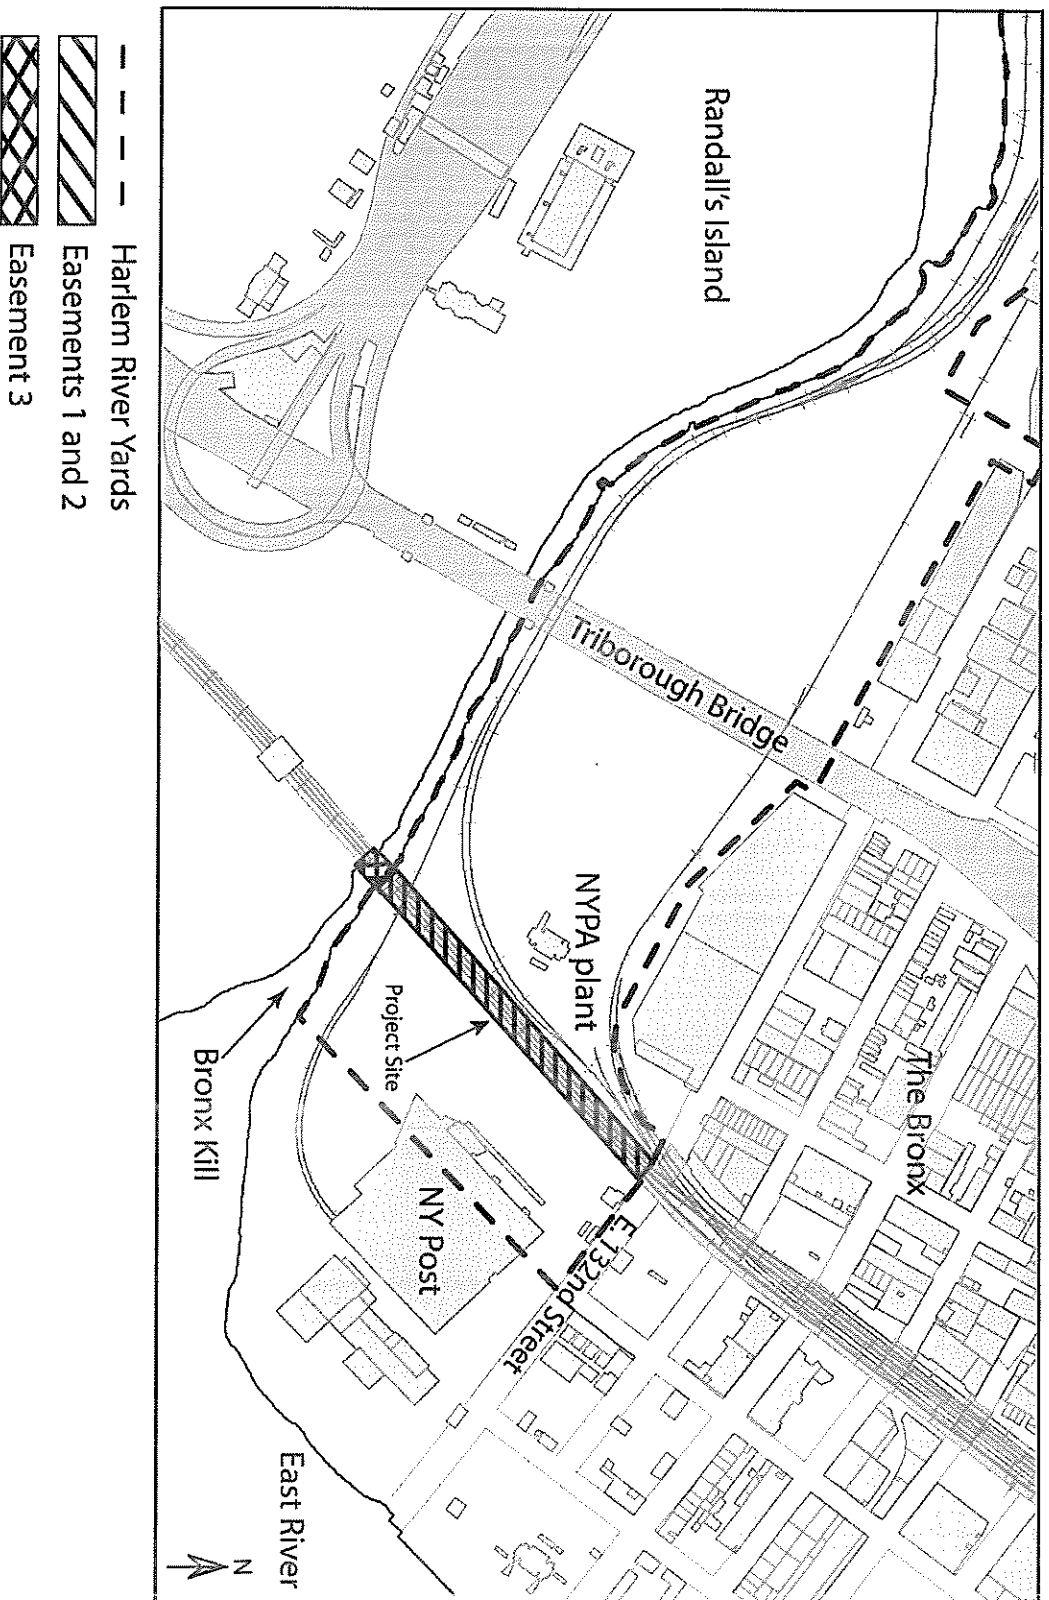 Randall's Island
Triborough Bridge
NYPA plant
The Bronx
Project Site
Bronx Kill
NY Post
E. 132nd Street
East River
N
Harlem River Yards
Easements 1 and 2
Easement 3